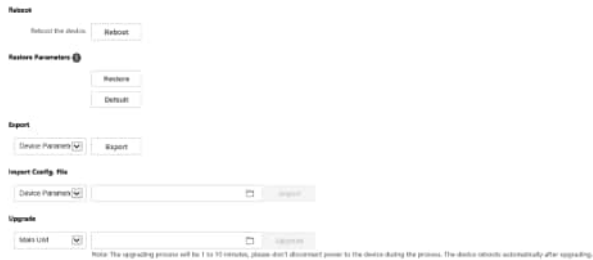 Reboot
Reboot the device. Reboot
Restore Parameters
Restore
Default
Export
Device Paramete Export
Import Config. File
Device Paramete Import
Upgrade
Main Unit Upgrade
Note: The upgrading process will be 1 to 10 minutes, please don't disconnect power to the device during the process. The device reboots automatically after upgrading.